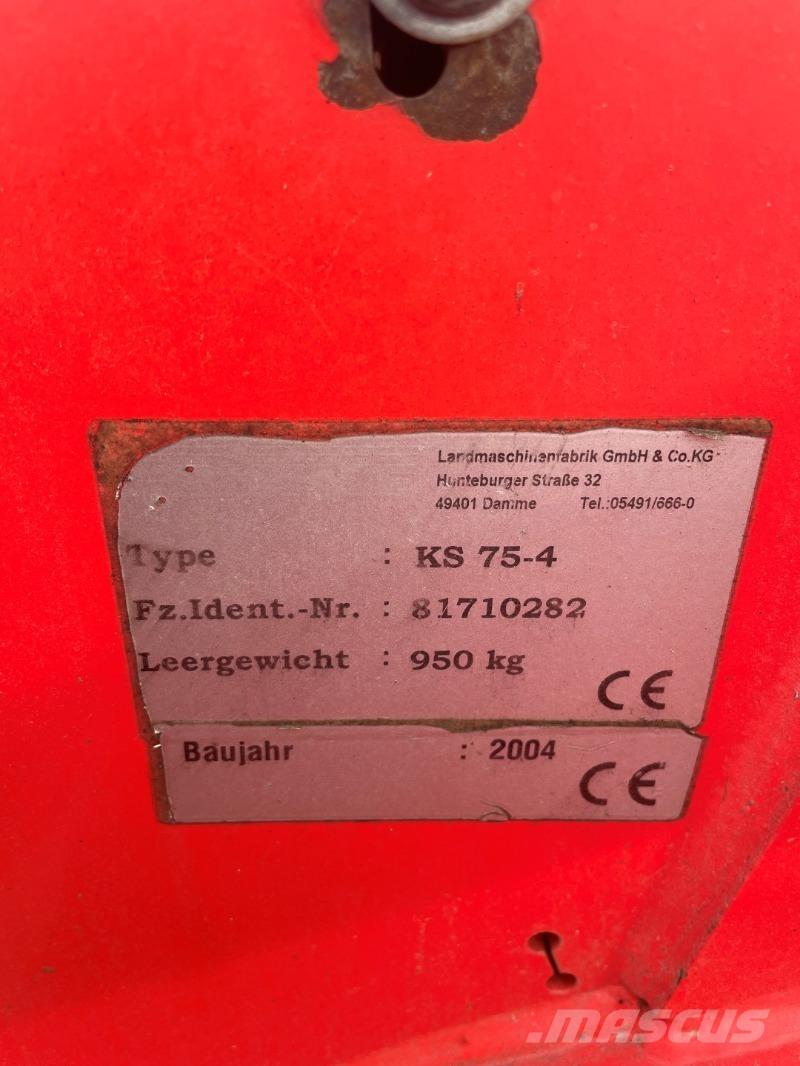 Landmaschinenfabrik GmbH & Co.KG
Hunteburger Straße 32
49401 Damme Tel.:05491/666-0
Type : KS 75-4
Fz.Ident.-Nr. : 81710282
Leergewicht : 950 kg
CE
Baujahr : 2004
CE
MASCUS